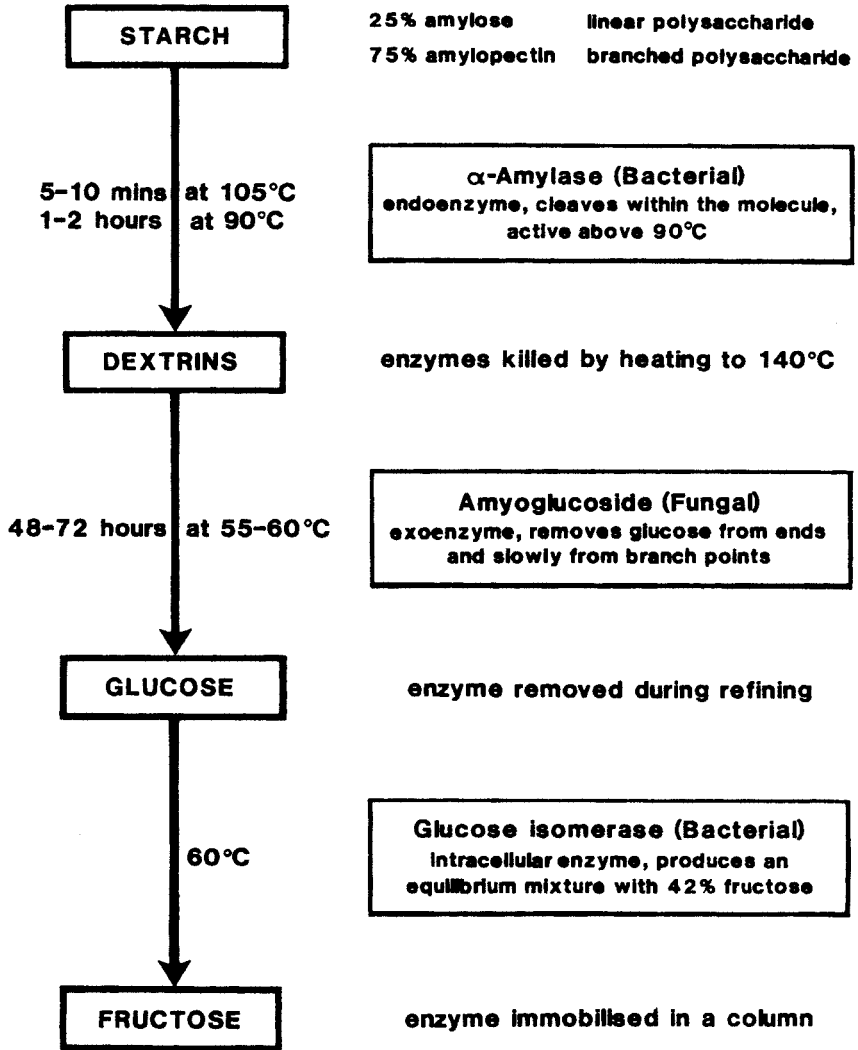 STARCH
25% amylose linear polysaccharide
75% amylopectin branched polysaccharide
5-10 mins at 105°C
1-2 hours at 90°C
α-Amylase (Bacterial)
endoenzyme, cleaves within the molecule,
active above 90°C
DEXTRINS
enzymes killed by heating to 140°C
48-72 hours at 55-60°C
Amyoglucoside (Fungal)
exoenzyme, removes glucose from ends
and slowly from branch points
GLUCOSE
enzyme removed during refining
60°C
Glucose isomerase (Bacterial)
intracellular enzyme, produces an
equilibrium mixture with 42% fructose
FRUCTOSE
enzyme immobilised in a column